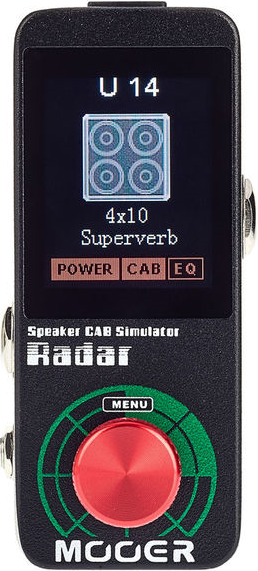 U 14
4x10
Superverb
POWER CAB EQ
Speaker CAB Simulator
Radar
MENU
MOOER